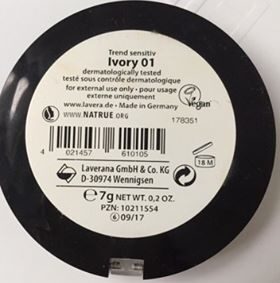 Trend sensitiv
Ivory 01
dermatologically tested
testé sous contrôle dermatologique
for external use only • pour usage
externe uniquement
www.lavera.de • Made in Germany
vegan
WWW.NATRUE.ORG
178351
4 021457 610105
18 M
Laverana GmbH & Co. KG
D-30974 Wennigsen
℮ 7g NET WT. 0,2 OZ.
PZN: 10211554
6 09/17